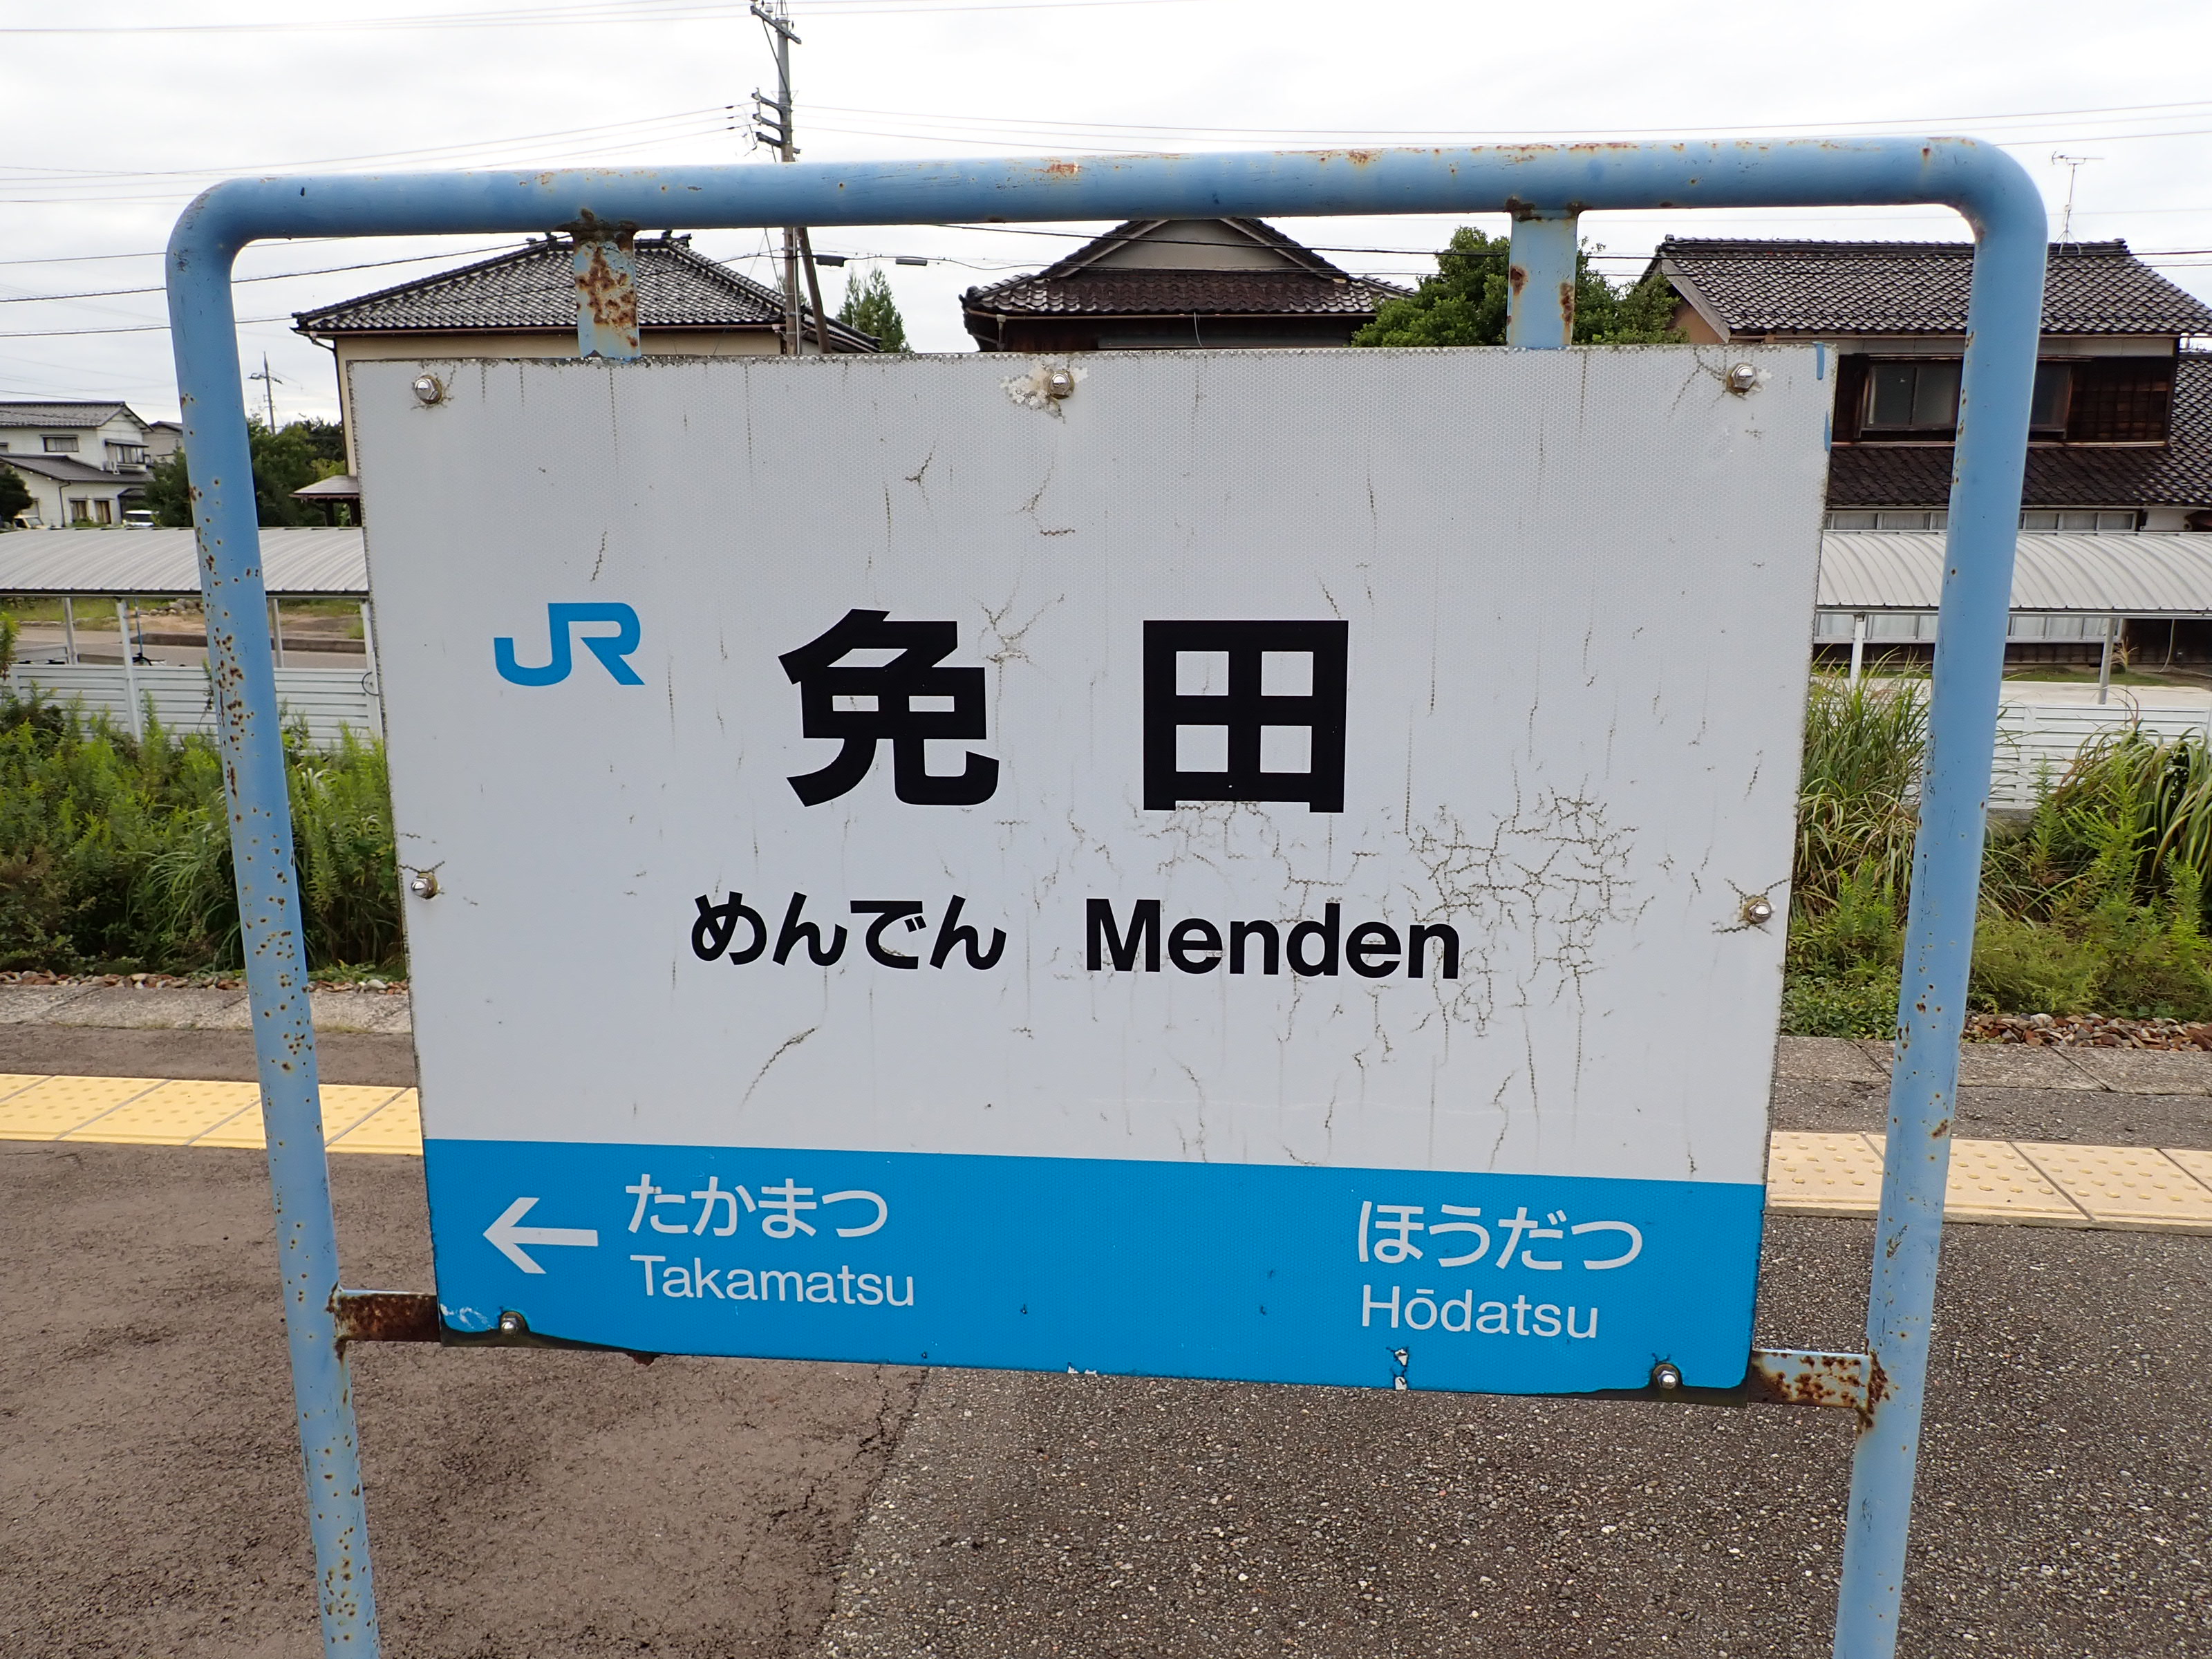 JR 免田
めんでん Menden
← たかまつ ほうだつ
Takamatsu Hōdatsu